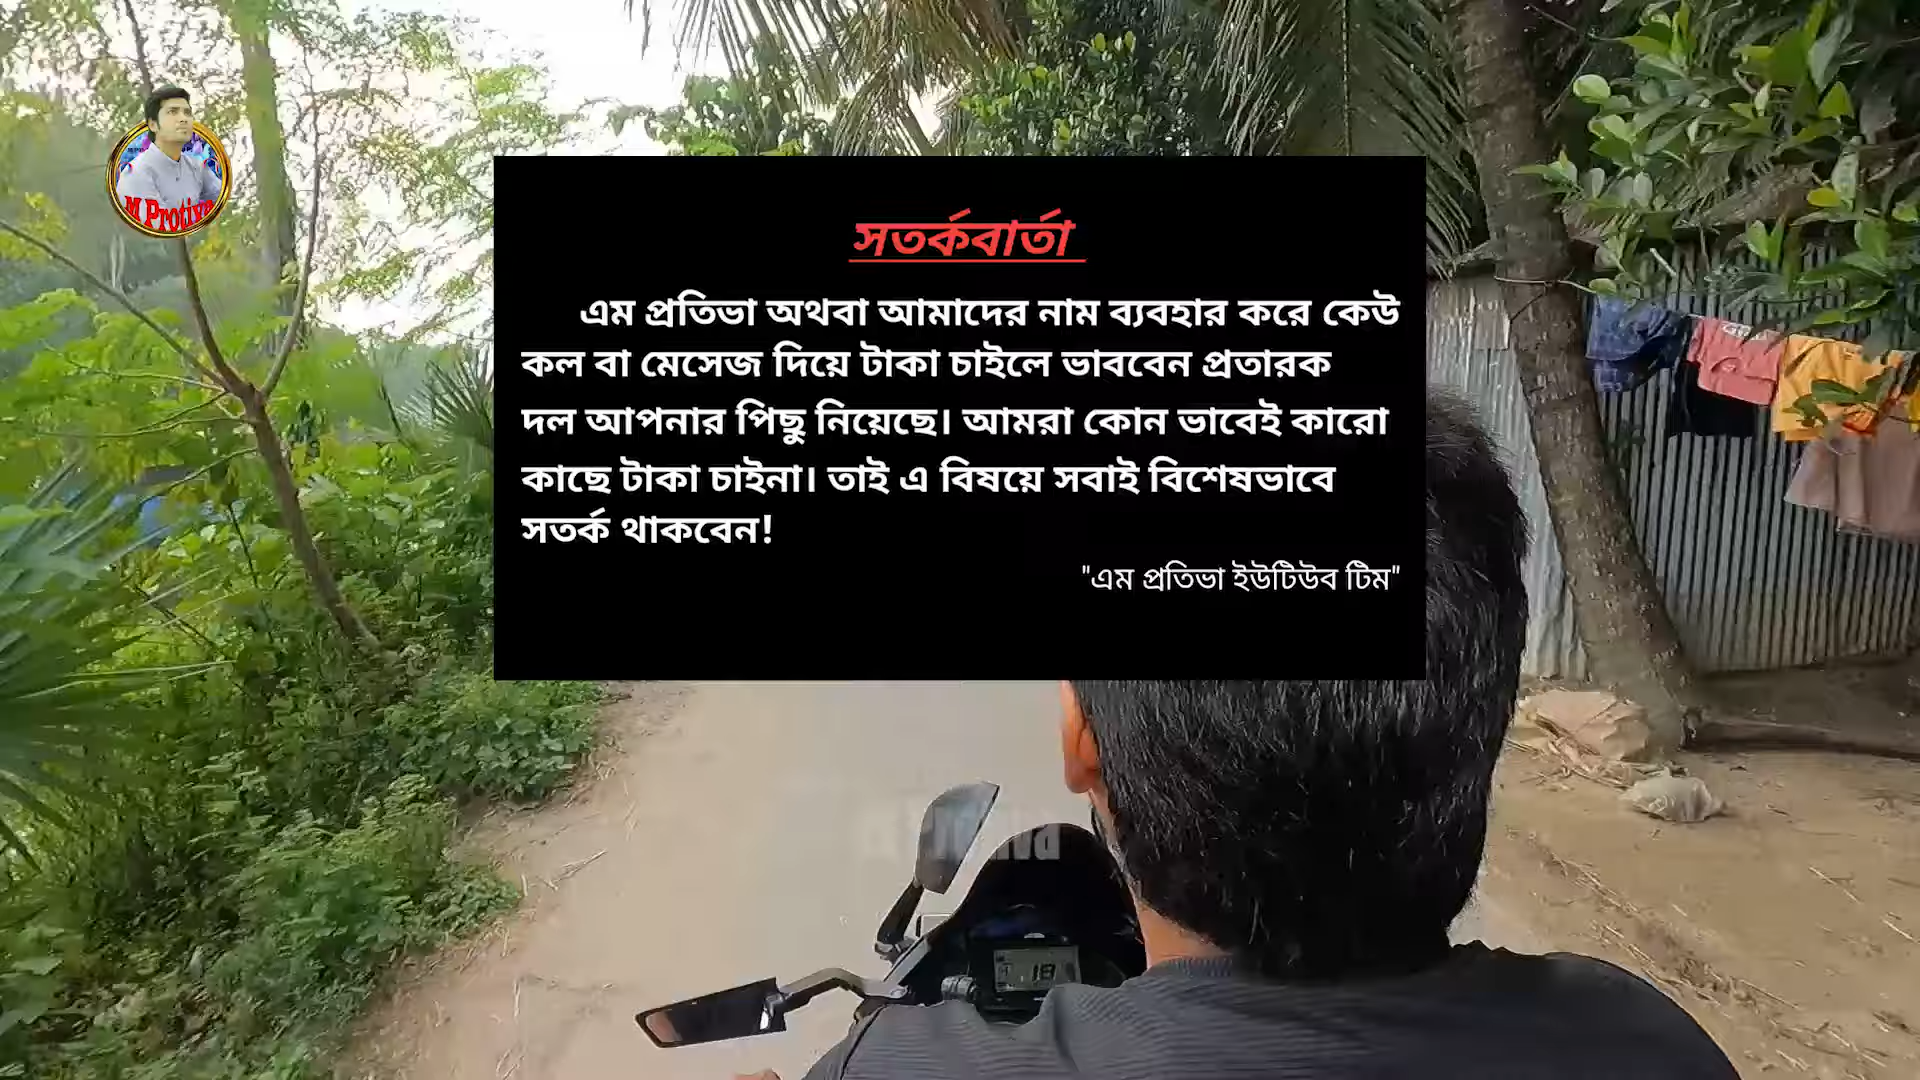 M Protiva
সতর্কবার্তা
এম প্রতিভা অথবা আমাদের নাম ব্যবহার করে কেউ
কল বা মেসেজ দিয়ে টাকা চাইলে ভাববেন প্রতারক
দল আপনার পিছু নিয়েছে। আমরা কোন ভাবেই কারো
কাছে টাকা চাইনা। তাই এ বিষয়ে সবাই বিশেষভাবে
সতর্ক থাকবেন!
"এম প্রতিভা ইউটিউব টিম"
18